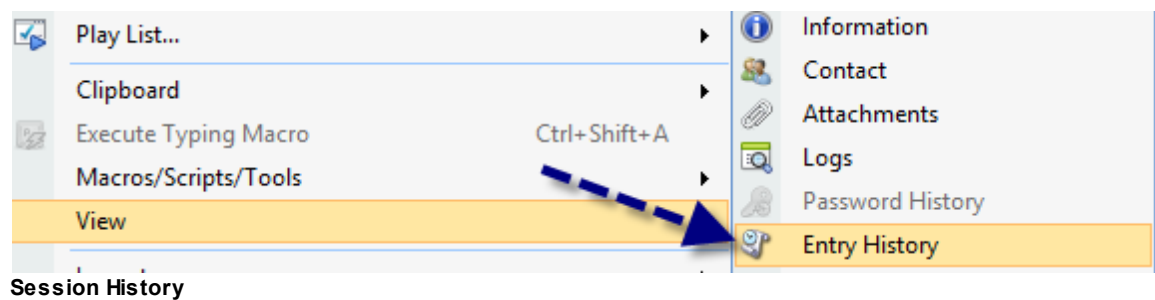 Play List...
Clipboard
Execute Typing Macro Ctrl+Shift+A
Macros/Scripts/Tools
View
Information
Contact
Attachments
Logs
Password History
Entry History
Session History